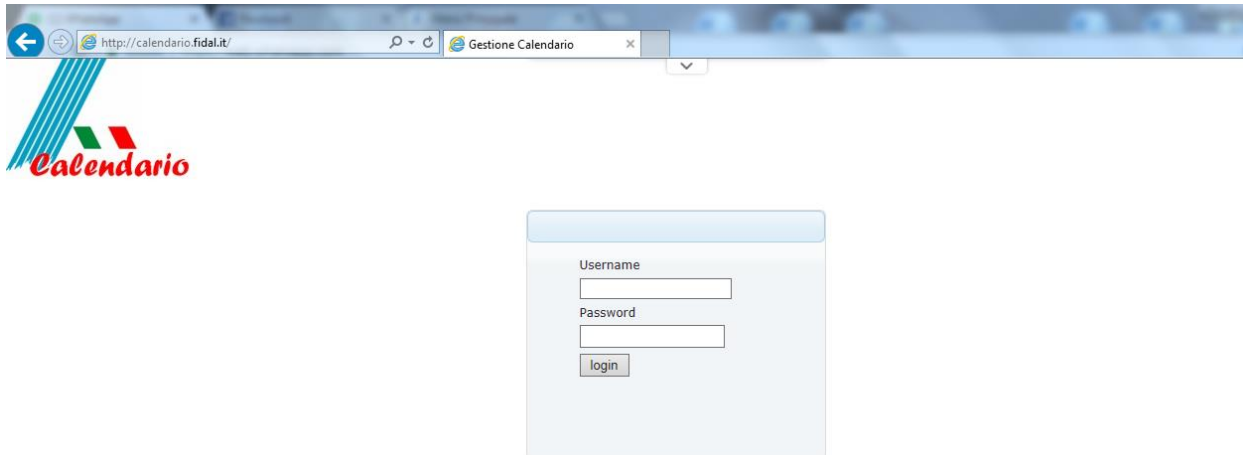 http://calendario.fidal.it/
Gestione Calendario
Calendario
Username
Password
login